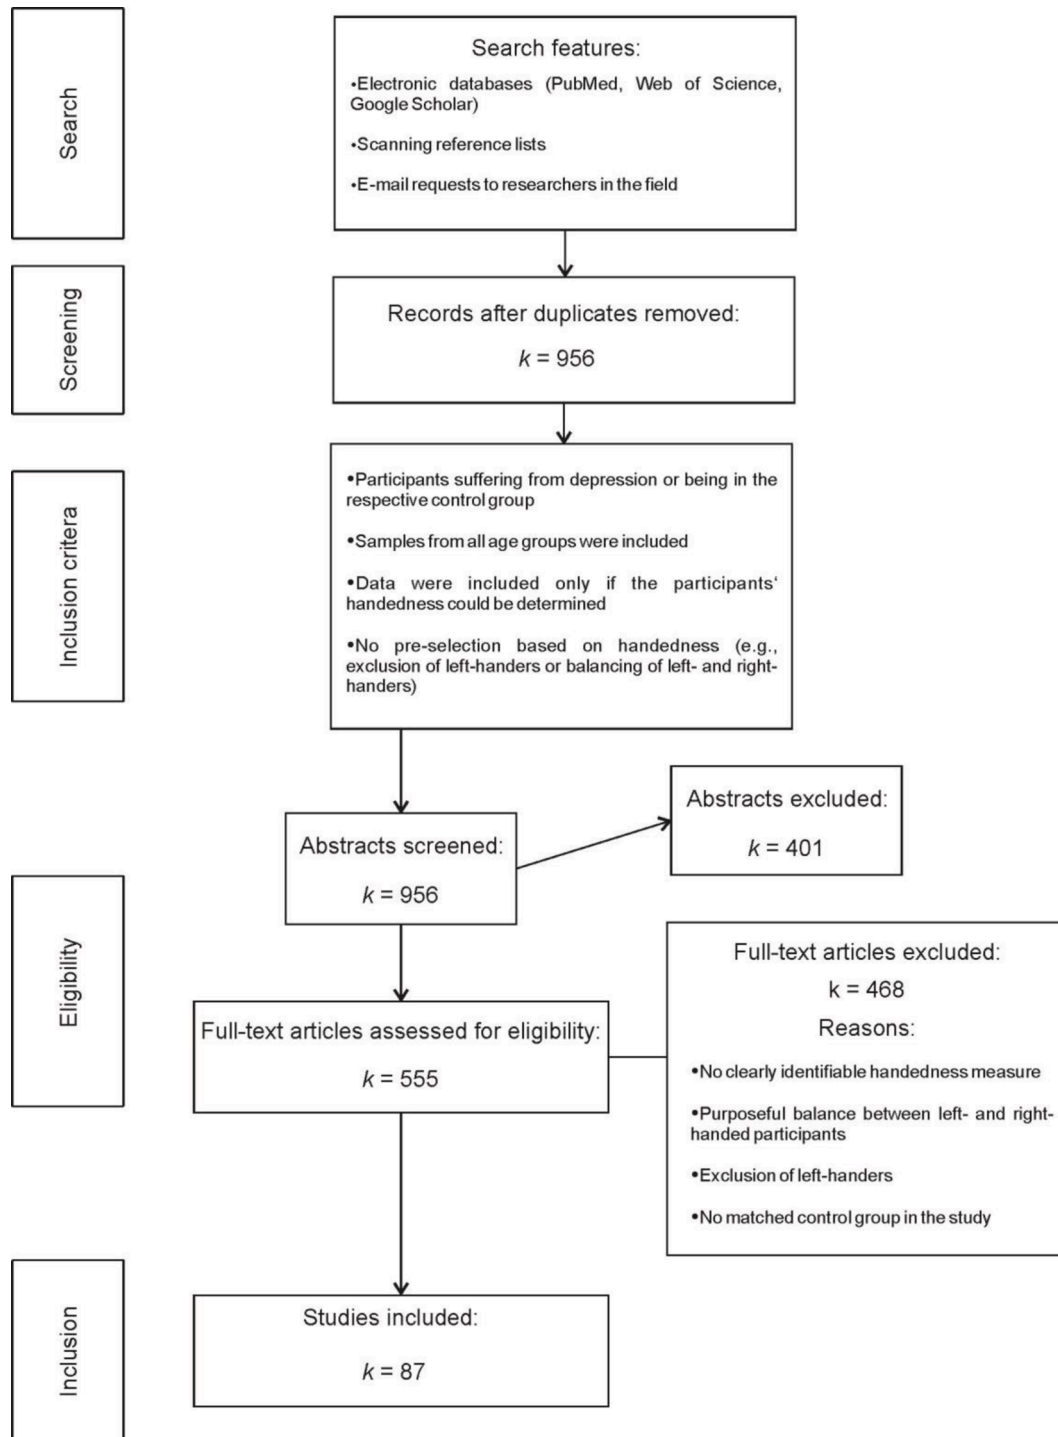 Search
Search features:
•Electronic databases (PubMed, Web of Science,
Google Scholar)
•Scanning reference lists
•E-mail requests to researchers in the field
Screening
Records after duplicates removed:
k = 956
Inclusion critera
•Participants suffering from depression or being in the
respective control group
•Samples from all age groups were included
•Data were included only if the participants‘
handedness could be determined
•No pre-selection based on handedness (e.g.,
exclusion of left-handers or balancing of left- and right-
handers)
Abstracts excluded:
k = 401
Abstracts screened:
k = 956
Eligibility
Full-text articles excluded:
k = 468
Reasons:
•No clearly identifiable handedness measure
•Purposeful balance between left- and right-
handed participants
•Exclusion of left-handers
•No matched control group in the study
Full-text articles assessed for eligibility:
k = 555
Inclusion
Studies included:
k = 87